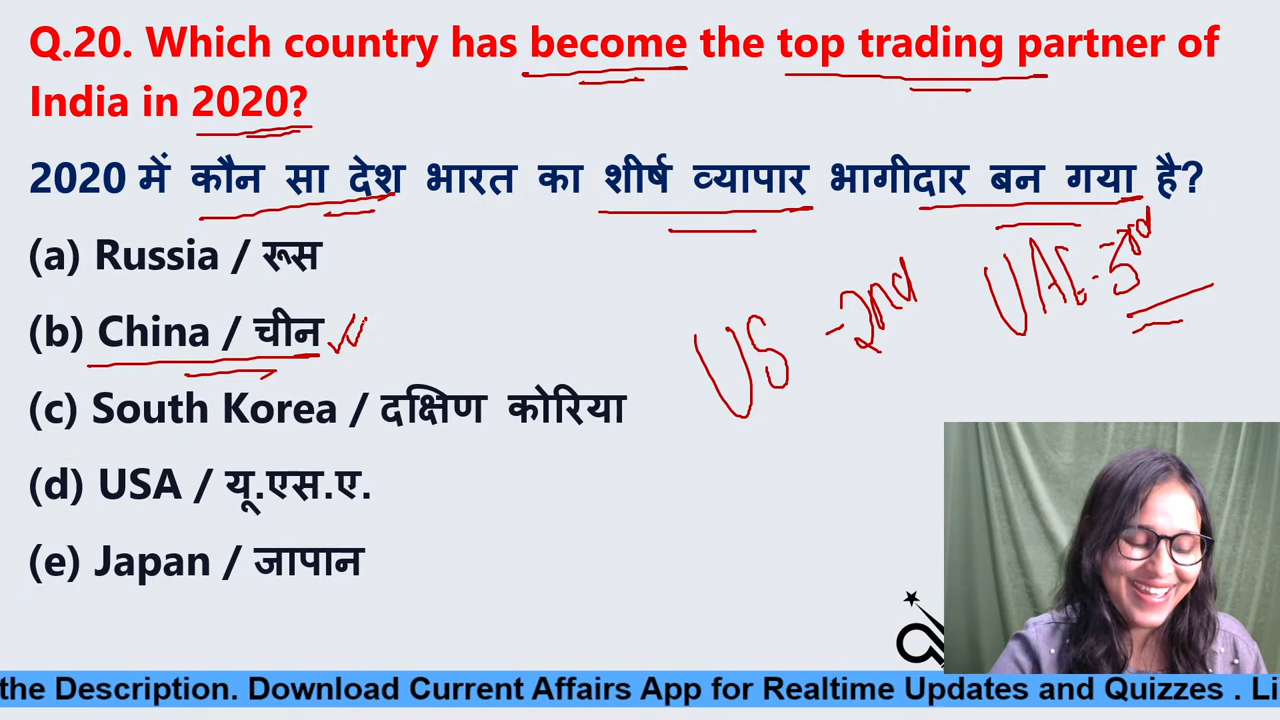 Q.20. Which country has become the top trading partner of
India in 2020?
2020 में कौन सा देश भारत का शीर्ष व्यापार भागीदार बन गया है?
(a) Russia / रूस
(b) China / चीन
US -2nd
UAE-3rd
(c) South Korea / दक्षिण कोरिया
(d) USA / यू.एस.ए.
(e) Japan / जापान
the Description. Download Current Affairs App for Realtime Updates and Quizzes . Li